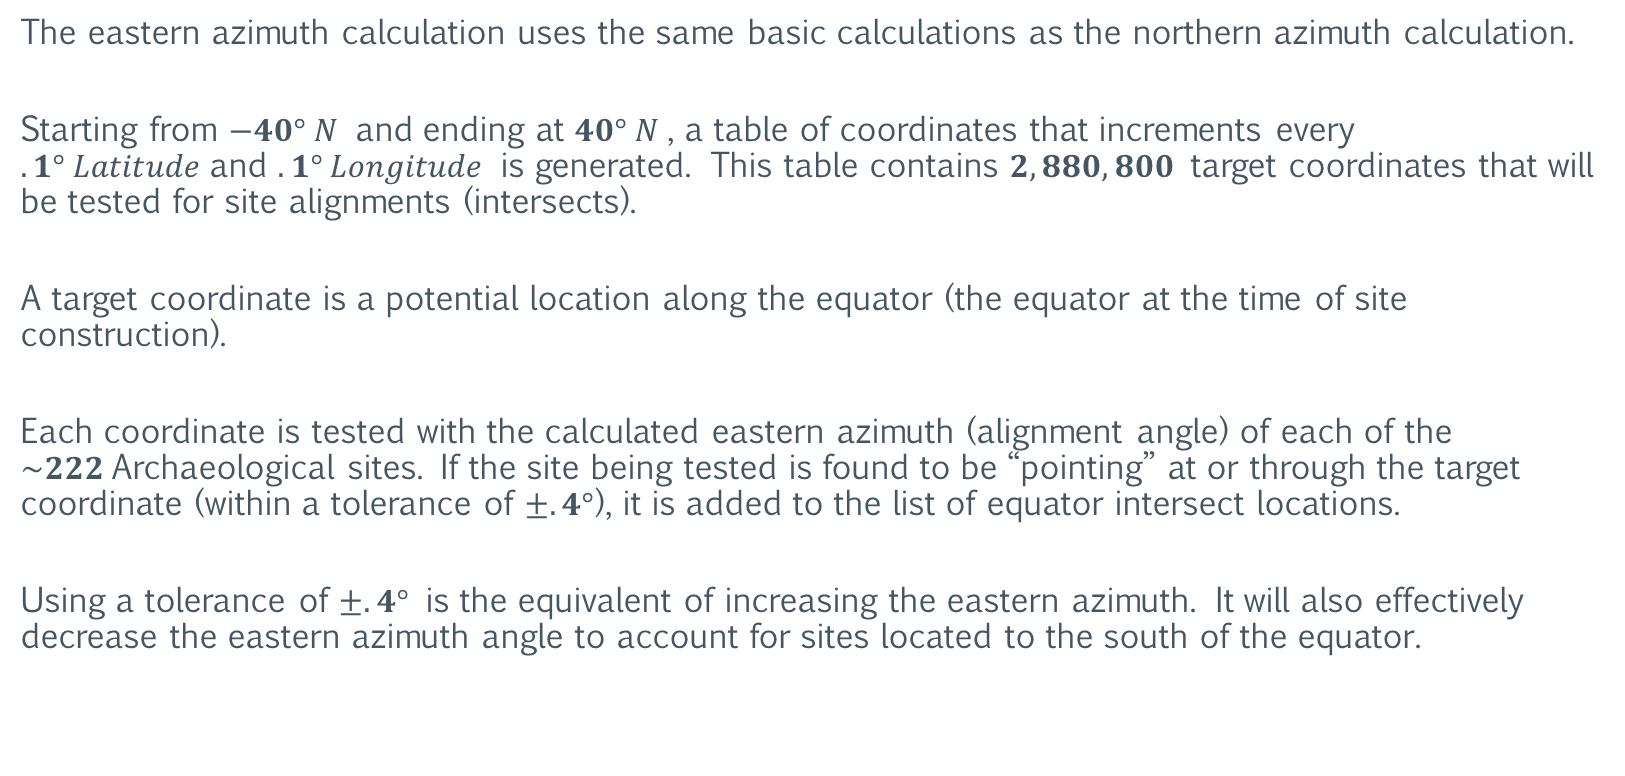 The eastern azimuth calculation uses the same basic calculations as the northern azimuth calculation.
Starting from −40° N and ending at 40° N , a table of coordinates that increments every
. 1° Latitude and . 1° Longitude is generated. This table contains 2, 880, 800 target coordinates that will
be tested for site alignments (intersects).
A target coordinate is a potential location along the equator (the equator at the time of site
construction).
Each coordinate is tested with the calculated eastern azimuth (alignment angle) of each of the
~222 Archaeological sites. If the site being tested is found to be “pointing” at or through the target
coordinate (within a tolerance of ±. 4°), it is added to the list of equator intersect locations.
Using a tolerance of ±. 4° is the equivalent of increasing the eastern azimuth. It will also effectively
decrease the eastern azimuth angle to account for sites located to the south of the equator.